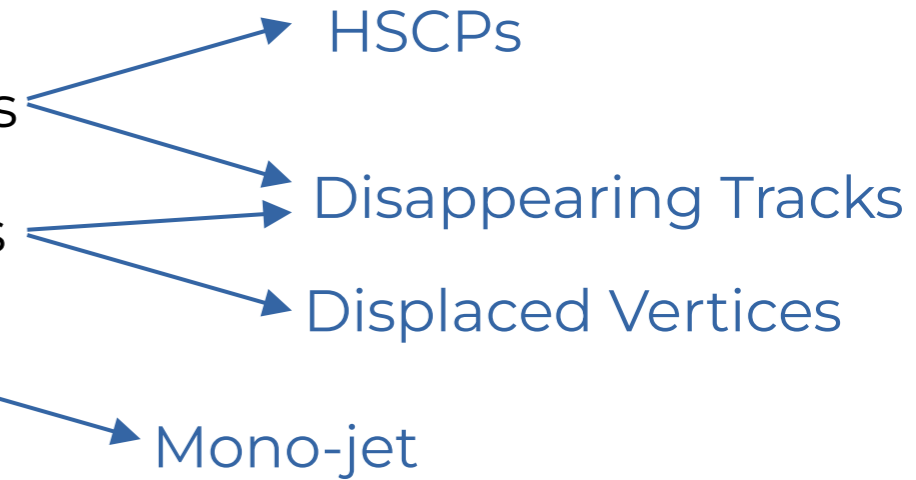 HSCPs
s
Disappearing Tracks
s
Displaced Vertices
Mono-jet